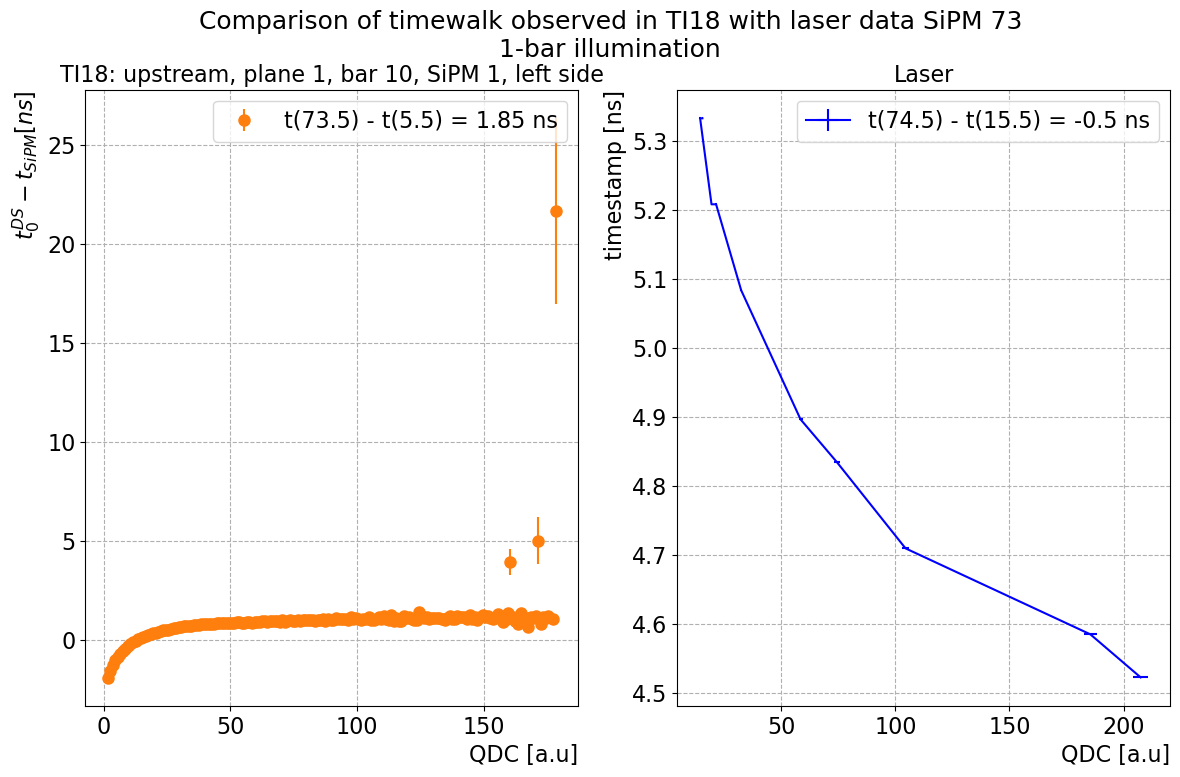 Comparison of timewalk observed in TI18 with laser data SiPM 73
1-bar illumination
TI18: upstream, plane 1, bar 10, SiPM 1, left side
t(73.5) - t(5.5) = 1.85 ns
t_0^{DS} - t_{SiPM}[ns]
25
20
15
10
5
0
0 50 100 150
QDC [a.u]
Laser
t(74.5) - t(15.5) = -0.5 ns
timestamp [ns]
5.3
5.2
5.1
5.0
4.9
4.8
4.7
4.6
4.5
50 100 150 200
QDC [a.u]